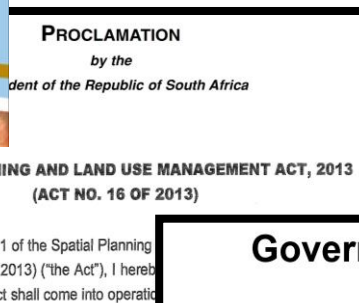 PROCLAMATION
by the
dent of the Republic of South Africa
ING AND LAND USE MANAGEMENT ACT, 2013
(ACT NO. 16 OF 2013)
1 of the Spatial Planning
2013) ("the Act"), I hereb
ct shall come into operatio
Govern